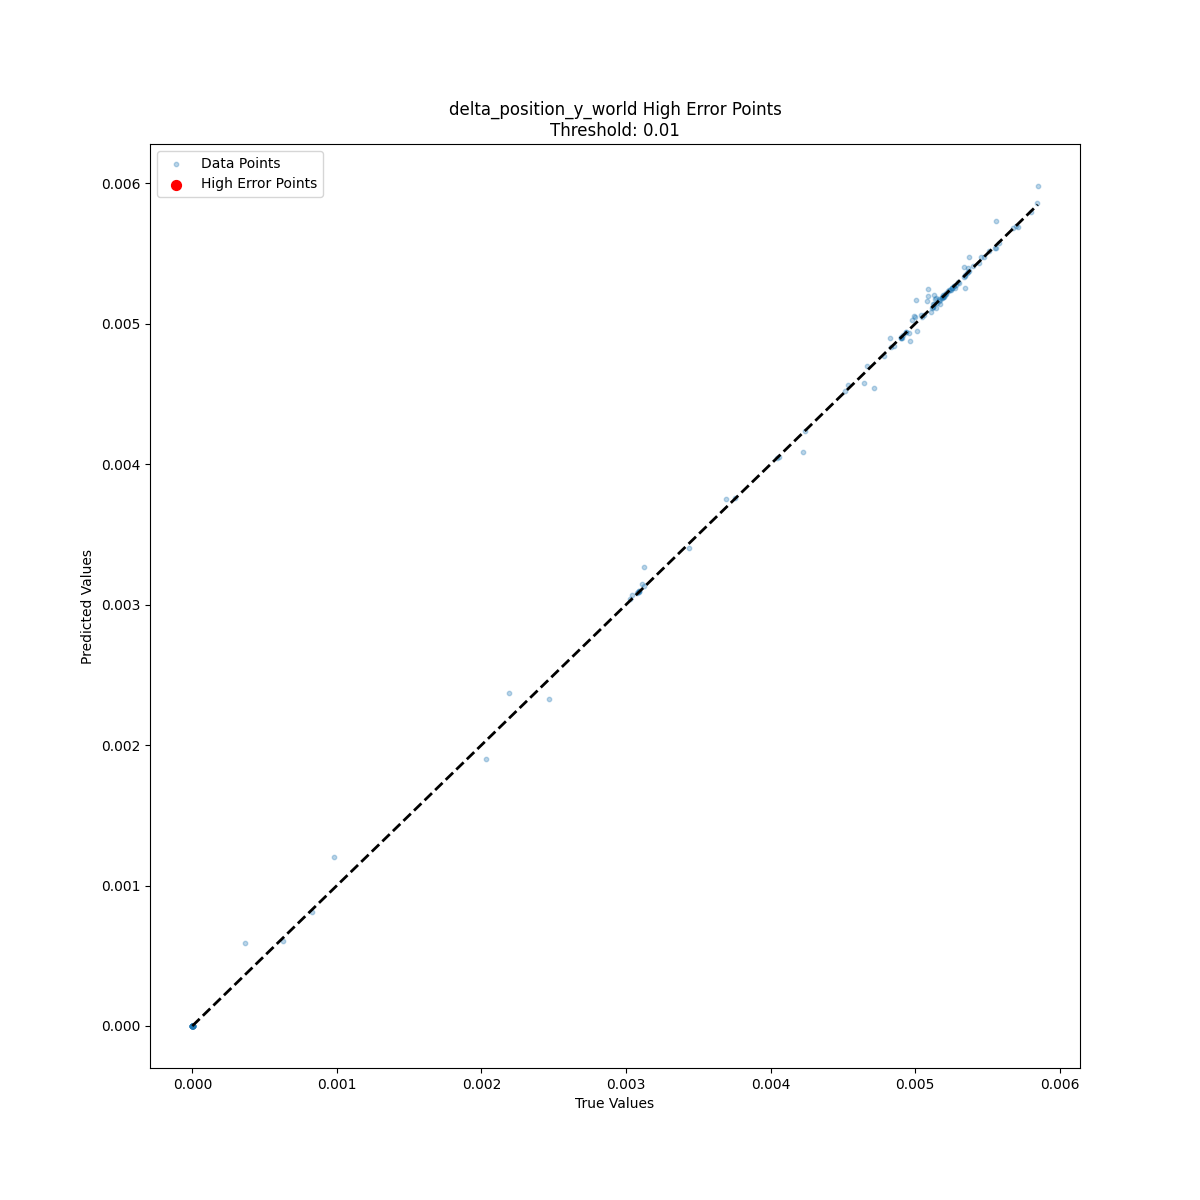 delta_position_y_world High Error Points
Threshold: 0.01
Data Points
High Error Points
0.006
0.005
0.004
0.003
0.002
0.001
0.000
Predicted Values
0.000 0.001 0.002 0.003 0.004 0.005 0.006
True Values